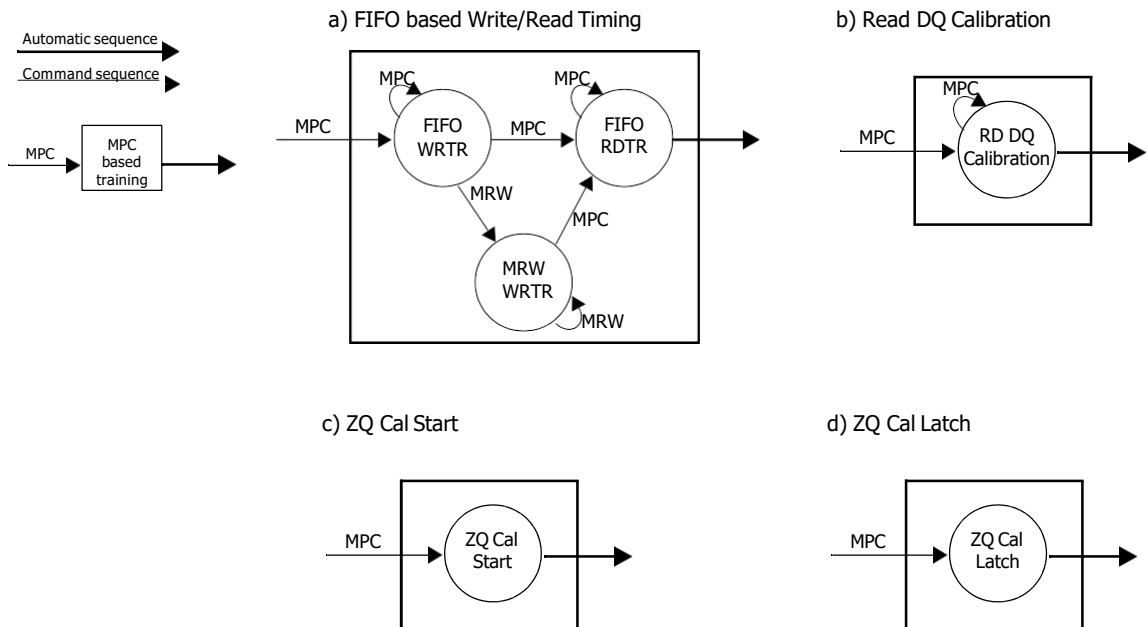 Automatic sequence
Command sequence
MPC
MPC
based
training
a) FIFO based Write/Read Timing
MPC
MPC
FIFO
WRTR
MPC
MPC
FIFO
RDTR
MRW
MPC
MRW
WRTR
MRW
b) Read DQ Calibration
MPC
MPC
RD DQ
Calibration
c) ZQ Cal Start
MPC
ZQ Cal
Start
d) ZQ Cal Latch
MPC
ZQ Cal
Latch